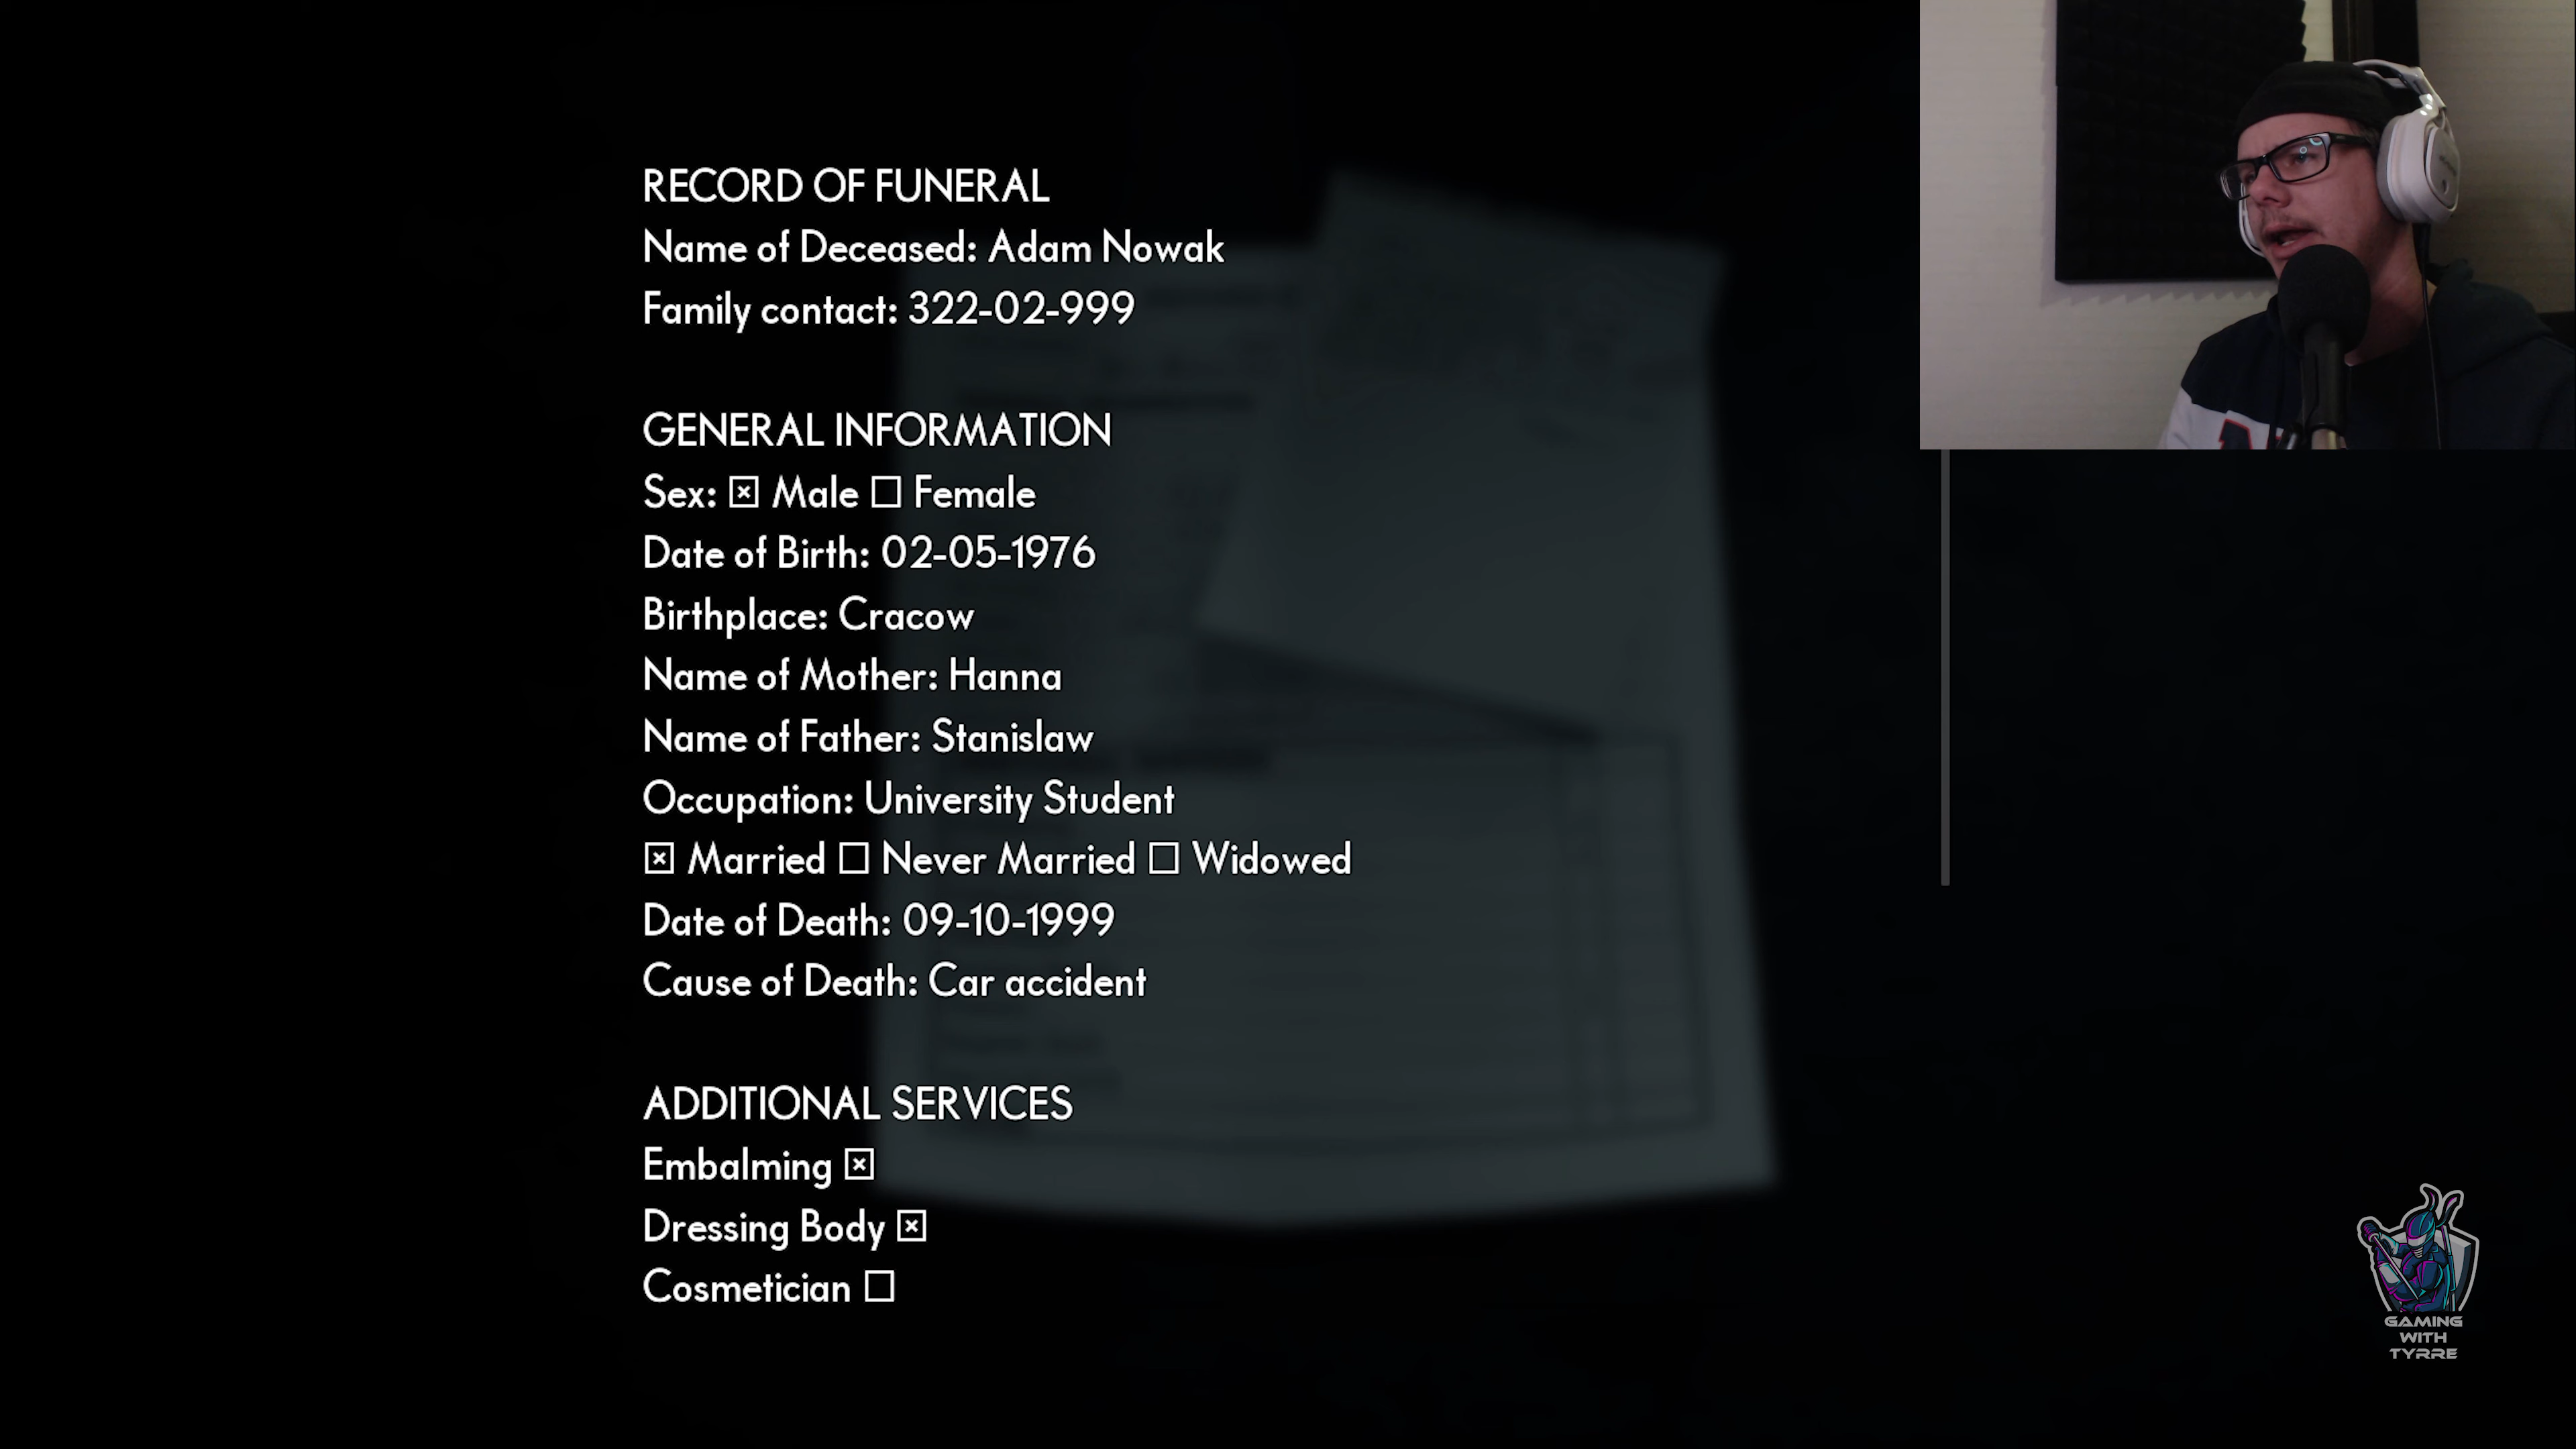 RECORD OF FUNERAL
Name of Deceased: Adam Nowak
Family contact: 322-02-999
GENERAL INFORMATION
Sex: ☒ Male ☐ Female
Date of Birth: 02-05-1976
Birthplace: Cracow
Name of Mother: Hanna
Name of Father: Stanislaw
Occupation: University Student
☒ Married ☐ Never Married ☐ Widowed
Date of Death: 09-10-1999
Cause of Death: Car accident
ADDITIONAL SERVICES
Embalming ☒
Dressing Body ☒
Cosmetician ☐
GAMING
WITH
TYRRE